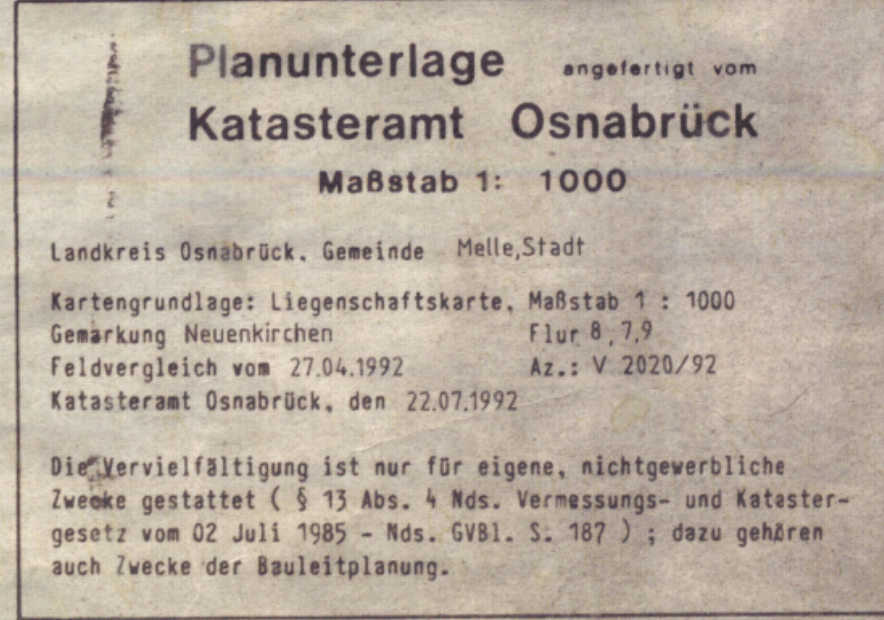 Planunterlage angefertigt vom
Katasteramt Osnabrück
Maßstab 1: 1000
Landkreis Osnabrück, Gemeinde Melle,Stadt
Kartengrundlage: Liegenschaftskarte, Maßstab 1 : 1000
Gemarkung Neuenkirchen Flur 8,7,9
Feldvergleich vom 27.04.1992 Az.: V 2020/92
Katasteramt Osnabrück, den 22.07.1992
Die Vervielfältigung ist nur für eigene, nichtgewerbliche
Zwecke gestattet ( § 13 Abs. 4 Nds. Vermessungs- und Kataster-
gesetz vom 02 Juli 1985 - Nds. GVBl. S. 187 ) ; dazu gehören
auch Zwecke der Bauleitplanung.